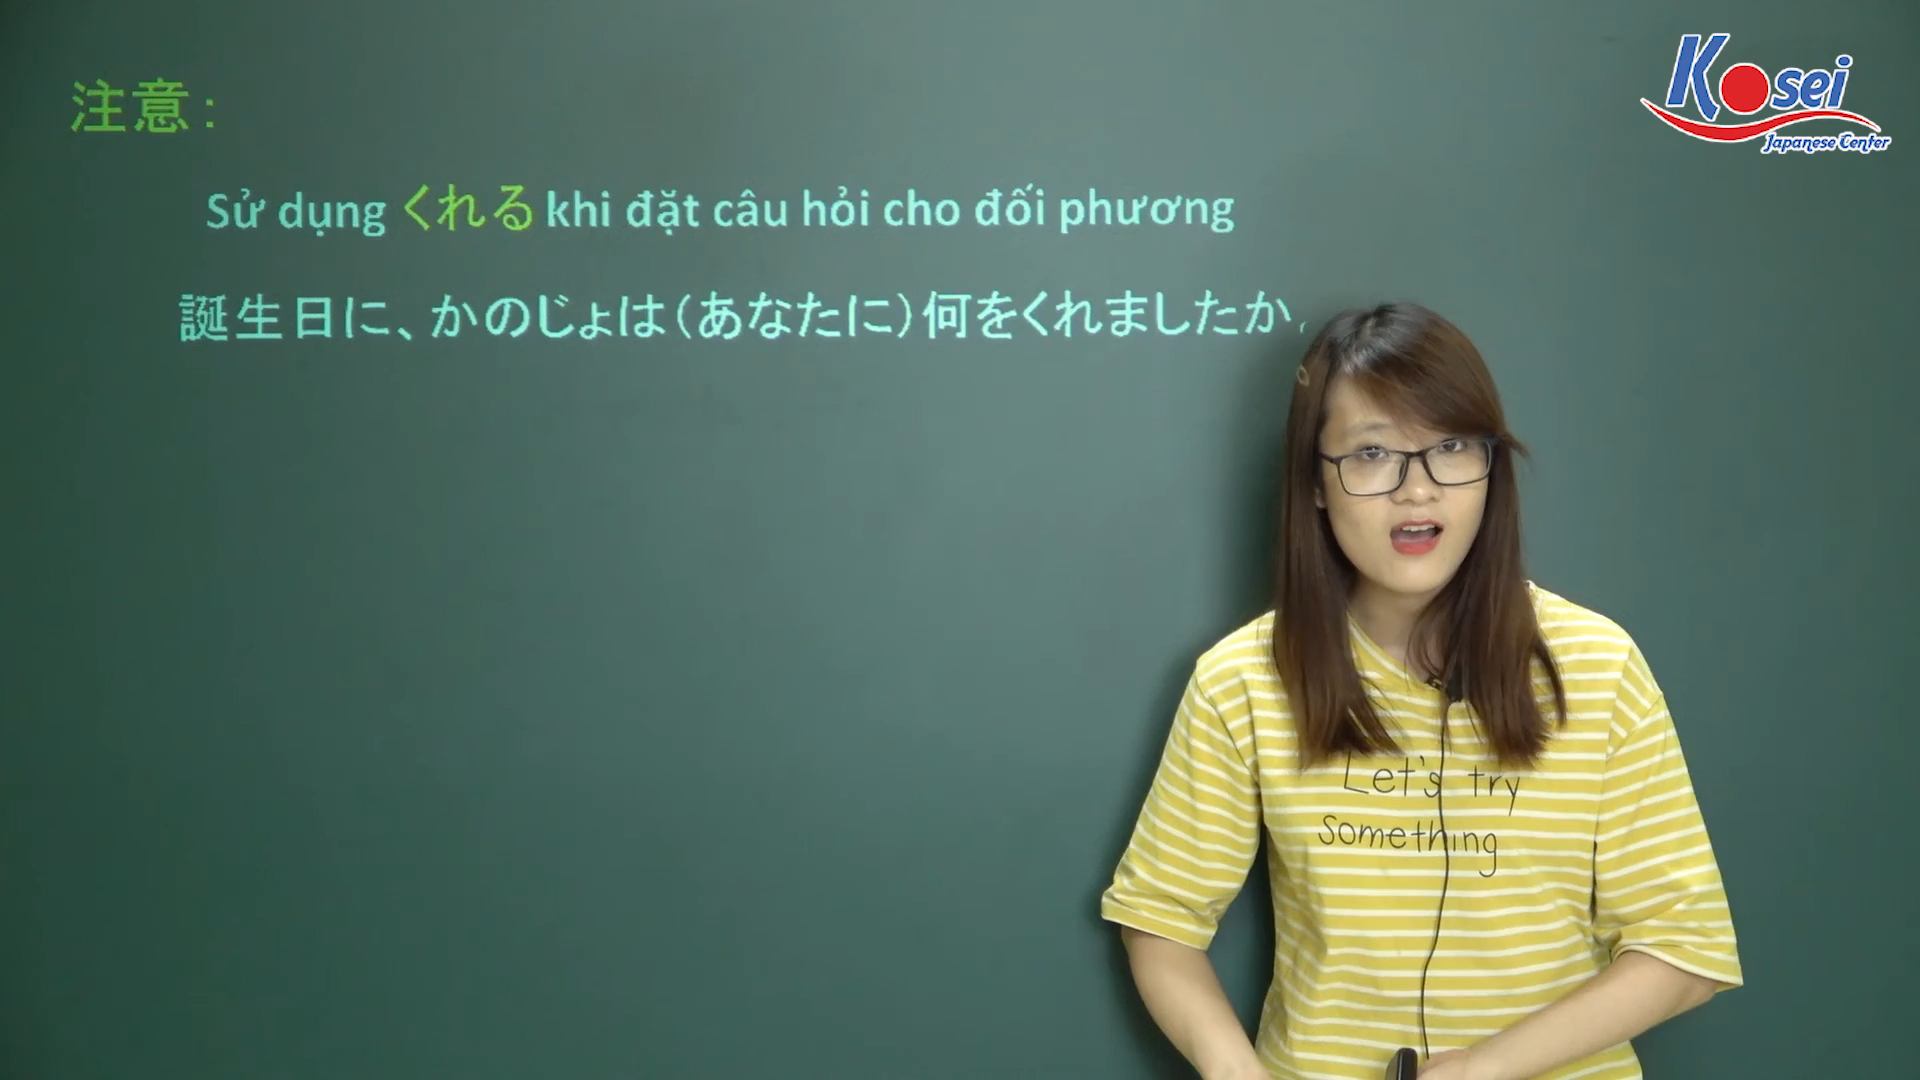 注意：
Sử dụng くれる khi đặt câu hỏi cho đối phương
誕生日に、かのじょは（あなたに）何をくれましたか。
Kosei
Japanese Center
Let's try
something